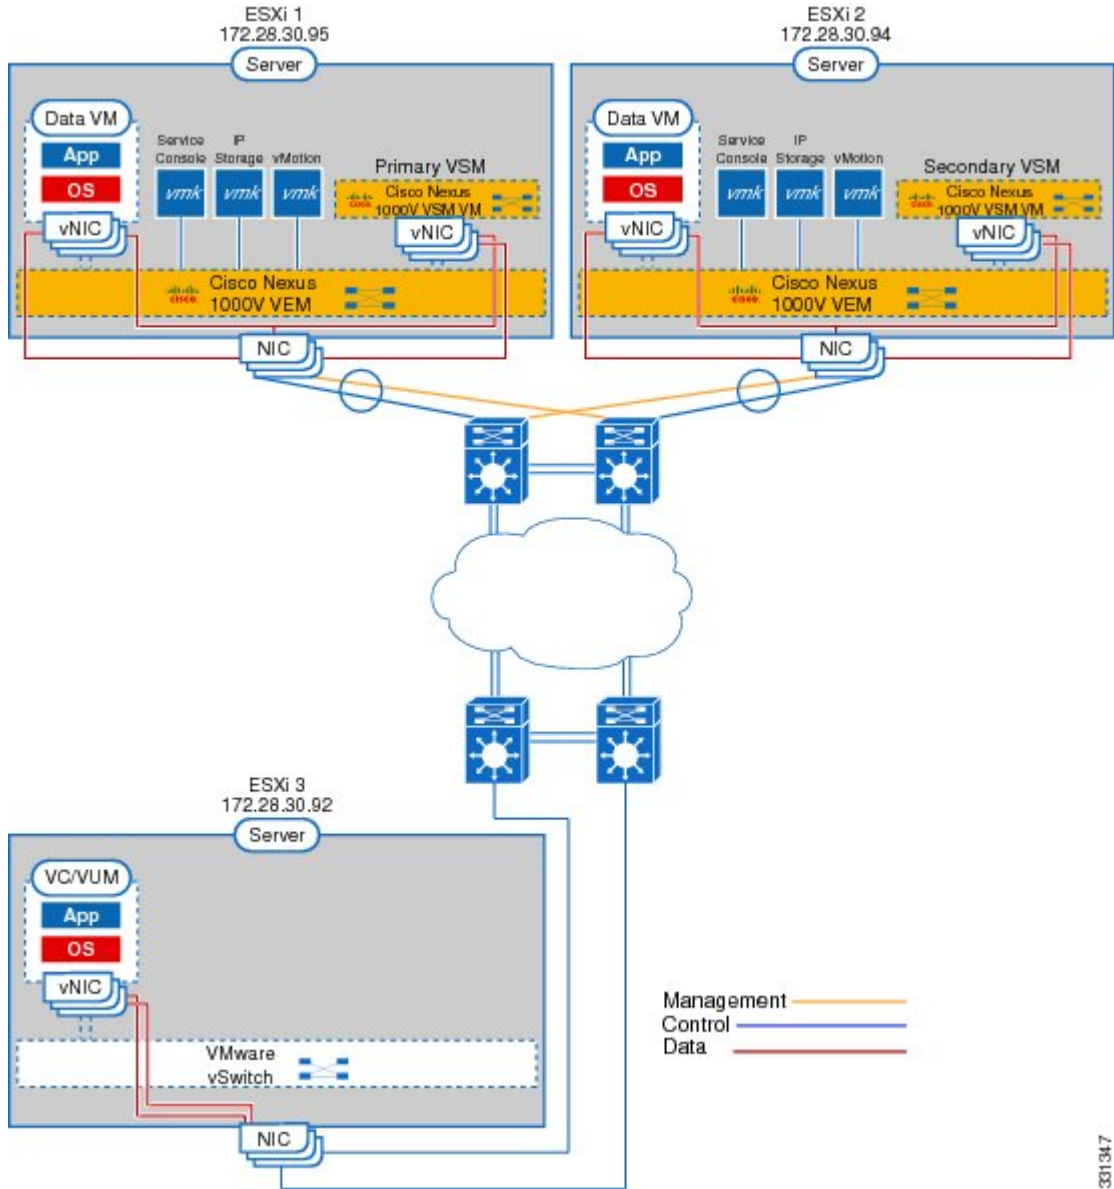 ESXi 1
172.28.30.95
Server
Data VM
App
OS
vNIC
Service
Console
IP
Storage
vMotion
vmk
vmk
vmk
Primary VSM
Cisco Nexus
1000V VSM VM
vNIC
cisco
Cisco Nexus
1000V VEM
NIC
ESXi 2
172.28.30.94
Server
Data VM
App
OS
vNIC
Service
Console
IP
Storage
vMotion
vmk
vmk
vmk
Secondary VSM
Cisco Nexus
1000V VSM VM
vNIC
cisco
Cisco Nexus
1000V VEM
NIC
ESXi 3
172.28.30.92
Server
VC/VUM
App
OS
vNIC
VMware
vSwitch
NIC
Management
Control
Data
331347